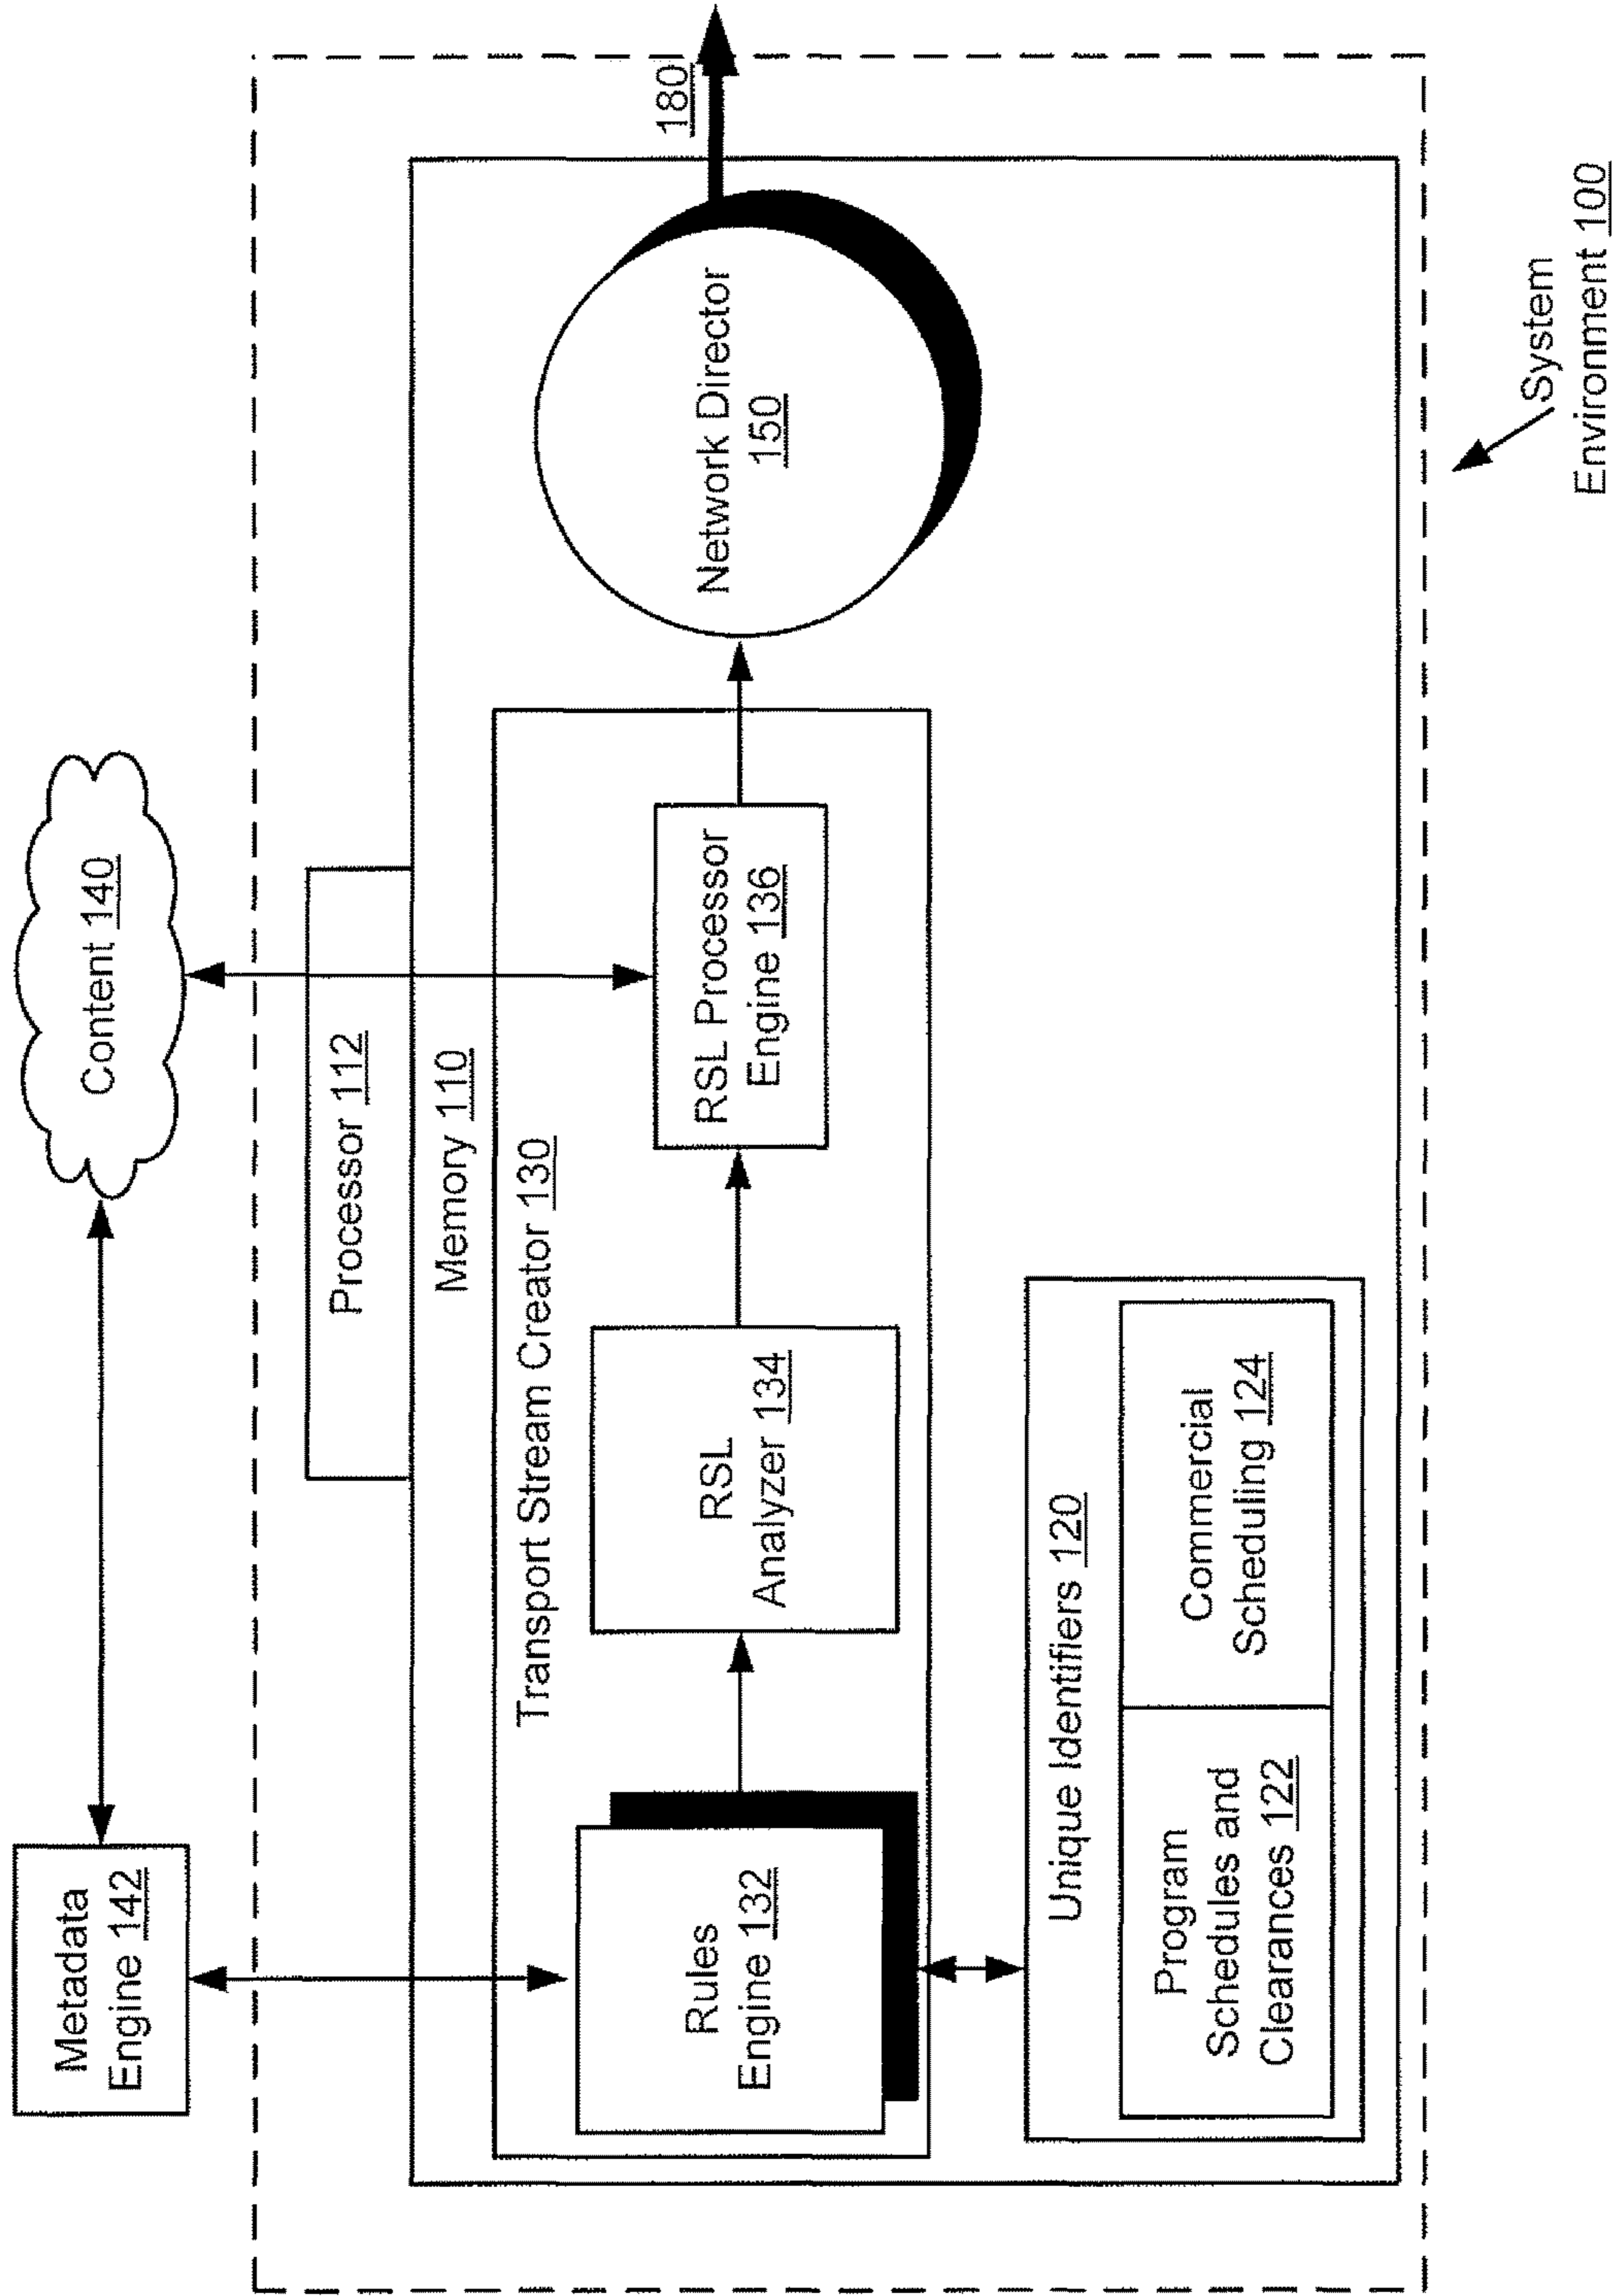 Metadata
Engine 142
Content 140
Processor 112
Memory 110
Transport Stream Creator 130
Rules
Engine 132
RSL
Analyzer 134
RSL Processor
Engine 136
Network Director
150
180
Unique Identifiers 120
Program
Schedules and
Clearances 122
Commercial
Scheduling 124
System
Environment 100